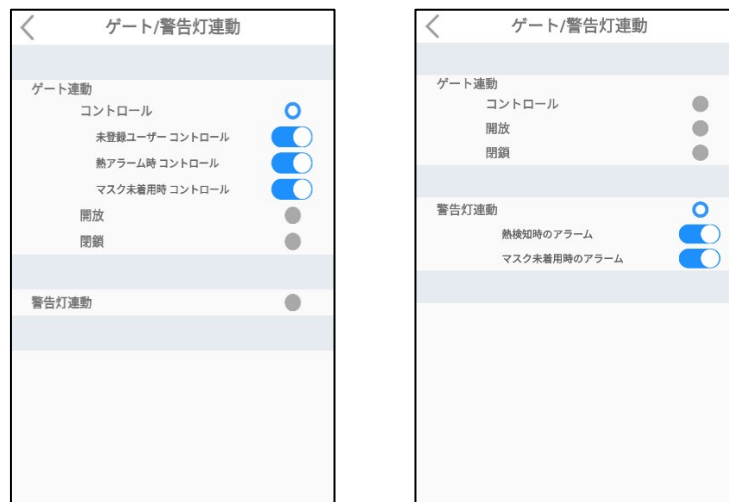 ゲート/警告灯連動
ゲート連動
コントロール
未登録ユーザー コントロール
熱アラーム時 コントロール
マスク未着用時 コントロール
開放
閉鎖
警告灯連動
ゲート/警告灯連動
ゲート連動
コントロール
開放
閉鎖
警告灯連動
熱検知時のアラーム
マスク未着用時のアラーム